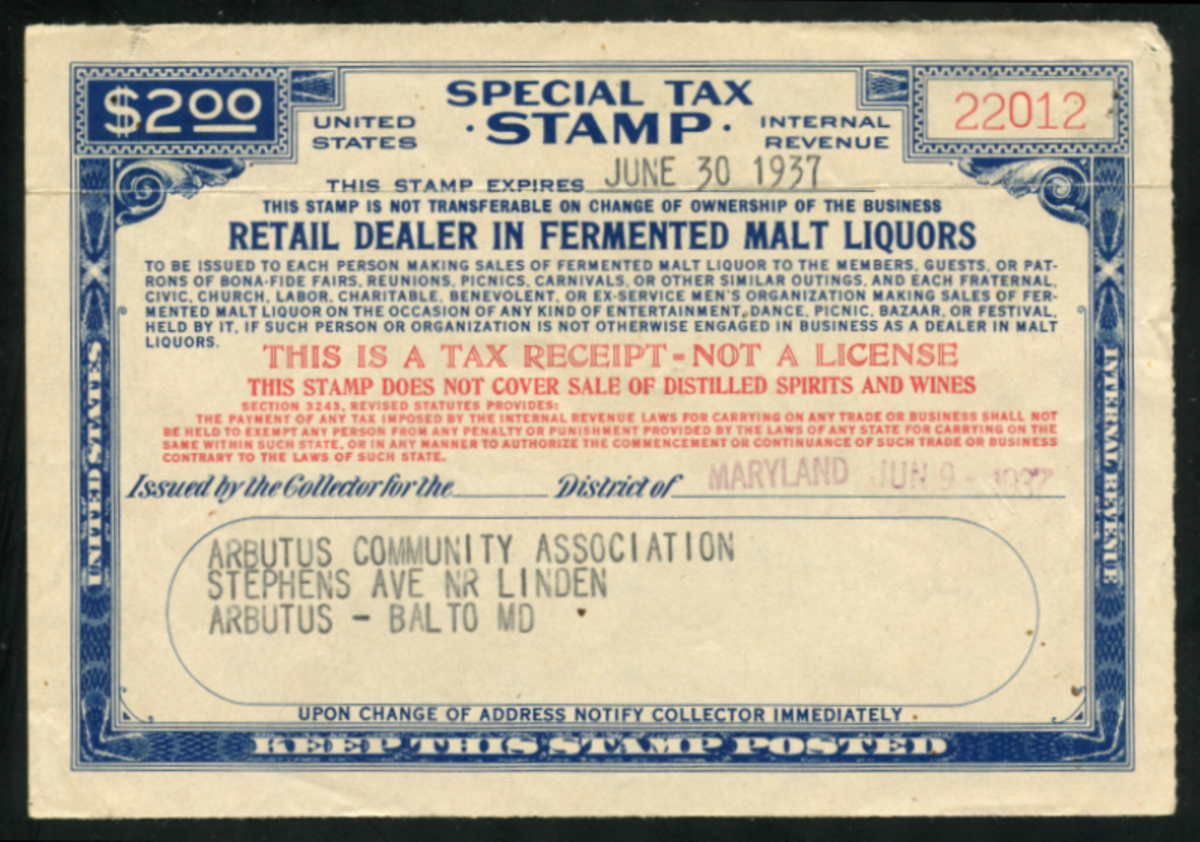 $2.00
SPECIAL TAX
UNITED STATES
· STAMP ·
INTERNAL REVENUE
22012
THIS STAMP EXPIRES JUNE 30 1937
THIS STAMP IS NOT TRANSFERABLE ON CHANGE OF OWNERSHIP OF THE BUSINESS
RETAIL DEALER IN FERMENTED MALT LIQUORS
TO BE ISSUED TO EACH PERSON MAKING SALES OF FERMENTED MALT LIQUOR TO THE MEMBERS, GUESTS, OR PAT-
RONS OF BONA-FIDE FAIRS, REUNIONS, PICNICS, CARNIVALS, OR OTHER SIMILAR OUTINGS, AND EACH FRATERNAL,
CIVIC, CHURCH, LABOR, CHARITABLE, BENEVOLENT, OR EX-SERVICE MEN'S ORGANIZATION MAKING SALES OF FER-
MENTED MALT LIQUOR ON THE OCCASION OF ANY KIND OF ENTERTAINMENT, DANCE, PICNIC, BAZAAR, OR FESTIVAL,
HELD BY IT, IF SUCH PERSON OR ORGANIZATION IS NOT OTHERWISE ENGAGED IN BUSINESS AS A DEALER IN MALT
LIQUORS.
THIS IS A TAX RECEIPT - NOT A LICENSE
THIS STAMP DOES NOT COVER SALE OF DISTILLED SPIRITS AND WINES
SECTION 3243, REVISED STATUTES PROVIDES:
THE PAYMENT OF ANY TAX IMPOSED BY THE INTERNAL REVENUE LAWS FOR CARRYING ON ANY TRADE OR BUSINESS SHALL NOT
BE HELD TO EXEMPT ANY PERSON FROM ANY PENALTY OR PUNISHMENT PROVIDED BY THE LAWS OF ANY STATE FOR CARRYING ON THE
SAME WITHIN SUCH STATE, OR IN ANY MANNER TO AUTHORIZE THE COMMENCEMENT OR CONTINUANCE OF SUCH TRADE OR BUSINESS
CONTRARY TO THE LAWS OF SUCH STATE.
Issued by the Collector for the District of MARYLAND JUN 9 - 1937
ARBUTUS COMMUNITY ASSOCIATION
STEPHENS AVE NR LINDEN
ARBUTUS - BALTO MD
UPON CHANGE OF ADDRESS NOTIFY COLLECTOR IMMEDIATELY
KEEP THIS STAMP POSTED
UNITED STATES
INTERNAL REVENUE